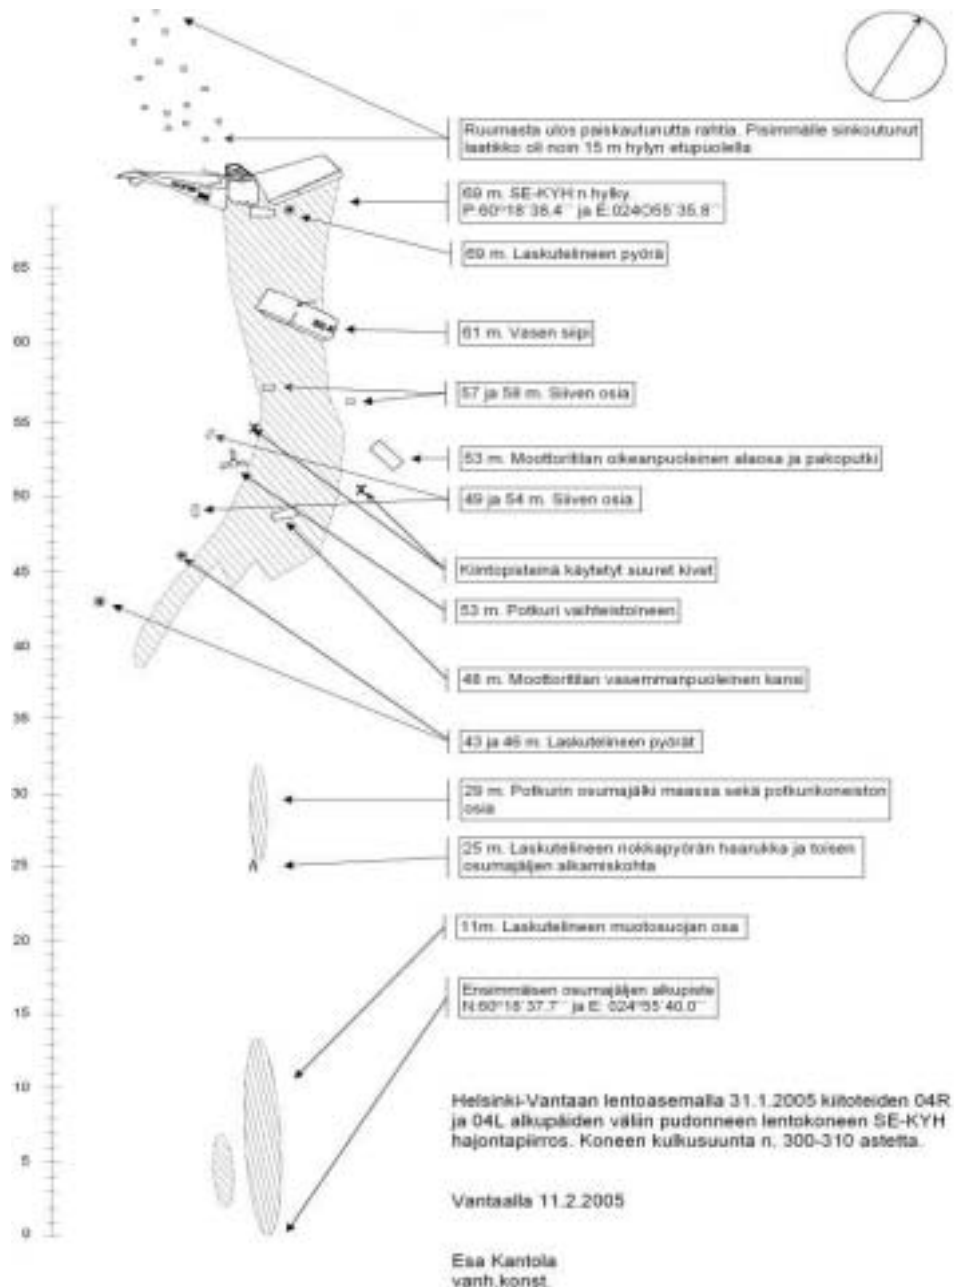 Ruumasta ulos paiskautunutta rahtia. Pisimmälle sinkoutunut
laatikko oli noin 15 m hylyn etupuolella
69 m. SE-KYH:n hylky.
P:60°18´38.4´´ ja E:024O55´35.8´´
69 m. Laskutelineen pyörä
65
61 m. Vasen siipi
60
57 ja 58 m. Siiven osia
55
53 m. Moottoritilan oikeanpuoleinen alaosa ja pakoputki
50
49 ja 54 m. Siiven osia
Kiintopisteinä käytetyt suuret kivet
45
53 m. Potkuri vaihteistoineen
40
48 m. Moottoritilan vasemmanpuoleinen kansi
35
43 ja 46 m. Laskutelineen pyörät
30
29 m. Potkurin osumajälki maassa sekä potkurikoneiston
osia
25
25 m. Laskutelineen nokkapyörän haarukka ja toisen
osumajäljen alkamiskohta
20
11m. Laskutelineen muotosuojan osa
15
Ensimmäisen osumajäljen alkupiste
N:60°18´37.7´´ ja E: 024°55´40.0´´
10
Helsinki-Vantaan lentoasemalla 31.1.2005 kiitoteiden 04R
ja 04L alkupäiden väliin pudonneen lentokoneen SE-KYH
hajontapiirros. Koneen kulkusuunta n. 300-310 astetta.
5
Vantaalla 11.2.2005
0
Esa Kantola
vanh.konst.